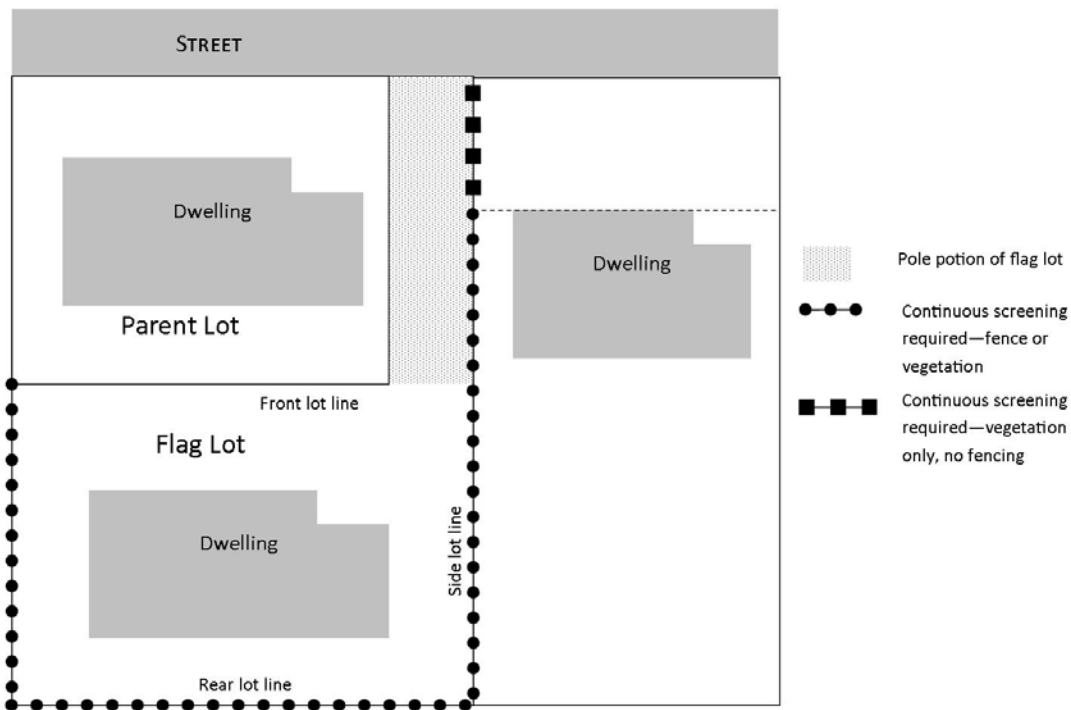 STREET
Dwelling
Parent Lot
Front lot line
Flag Lot
Dwelling
Side lot line
Rear lot line
Dwelling
Pole potion of flag lot
Continuous screening
required—fence or
vegetation
Continuous screening
required—vegetation
only, no fencing